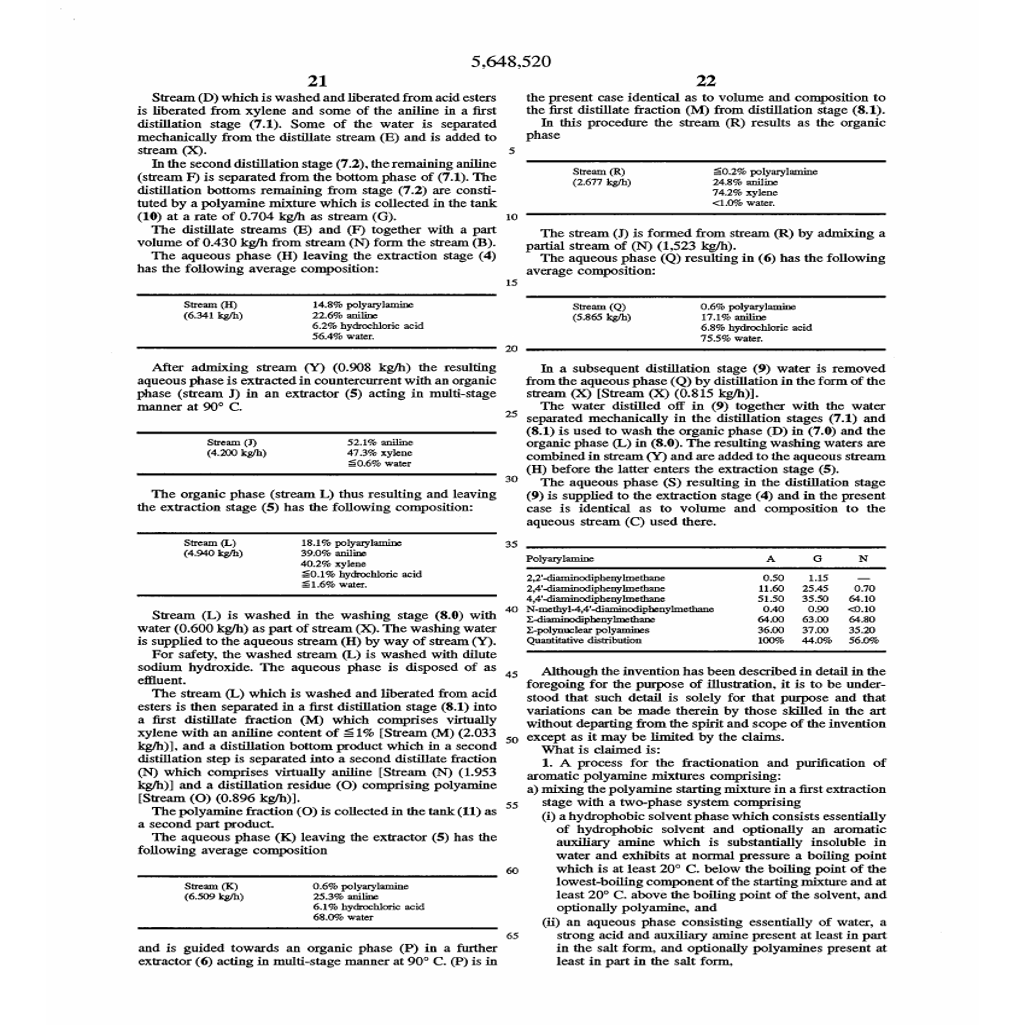 5,648,520
21
Stream (D) which is washed and liberated from acid esters
is liberated from xylene and some of the aniline in a first
distillation stage (7.1). Some of the water is separated
mechanically from the distillate stream (E) and is added to
stream (X).
5
In the second distillation stage (7.2), the remaining aniline
(stream F) is separated from the bottom phase of (7.1). The
distillation bottoms remaining from stage (7.2) are consti-
tuted by a polyamine mixture which is collected in the tank
(10) at a rate of 0.704 kg/h as stream (G).
10
The distillate streams (E) and (F) together with a part
volume of 0.430 kg/h from stream (N) form the stream (B).
The aqueous phase (H) leaving the extraction stage (4)
has the following average composition:
15
Stream (H) 14.8% polyarylamine
(6.341 kg/h) 22.6% aniline
6.2% hydrochloric acid
56.4% water.
20
After admixing stream (Y) (0.908 kg/h) the resulting
aqueous phase is extracted in countercurrent with an organic
phase (stream J) in an extractor (5) acting in multi-stage
manner at 90° C.
25
Stream (J) 52.1% aniline
(4.200 kg/h) 47.3% xylene
≦0.6% water
30
The organic phase (stream L) thus resulting and leaving
the extraction stage (5) has the following composition:
35
Stream (L) 18.1% polyarylamine
(4.940 kg/h) 39.0% aniline
40.2% xylene
≦0.1% hydrochloric acid
≦1.6% water.
40
Stream (L) is washed in the washing stage (8.0) with
water (0.600 kg/h) as part of stream (X). The washing water
is supplied to the aqueous stream (H) by way of stream (Y).
For safety, the washed stream (L) is washed with dilute
sodium hydroxide. The aqueous phase is disposed of as
effluent.
45
The stream (L) which is washed and liberated from acid
esters is then separated in a first distillation stage (8.1) into
a first distillate fraction (M) which comprises virtually
xylene with an aniline content of ≦1% [Stream (M) (2.033
kg/h)], and a distillation bottom product which in a second
50
distillation step is separated into a second distillate fraction
(N) which comprises virtually aniline [Stream (N) (1.953
kg/h)] and a distillation residue (O) comprising polyamine
[Stream (O) (0.896 kg/h)].
55
The polyamine fraction (O) is collected in the tank (11) as
a second part product.
The aqueous phase (K) leaving the extractor (5) has the
following average composition
60
Stream (K) 0.6% polyarylamine
(6.509 kg/h) 25.3% aniline
6.1% hydrochloric acid
68.0% water
65
and is guided towards an organic phase (P) in a further
extractor (6) acting in multi-stage manner at 90° C. (P) is in
22
the present case identical as to volume and composition to
the first distillate fraction (M) from distillation stage (8.1).
In this procedure the stream (R) results as the organic
phase
Stream (R) ≦0.2% polyarylamine
(2.677 kg/h) 24.8% aniline
74.2% xylene
<1.0% water.
The stream (J) is formed from stream (R) by admixing a
partial stream of (N) (1,523 kg/h).
The aqueous phase (Q) resulting in (6) has the following
average composition:
Stream (Q) 0.6% polyarylamine
(5.865 kg/h) 17.1% aniline
6.8% hydrochloric acid
75.5% water.
In a subsequent distillation stage (9) water is removed
from the aqueous phase (Q) by distillation in the form of the
stream (X) [Stream (X) (0.815 kg/h)].
The water distilled off in (9) together with the water
separated mechanically in the distillation stages (7.1) and
(8.1) is used to wash the organic phase (D) in (7.0) and the
organic phase (L) in (8.0). The resulting washing waters are
combined in stream (Y) and are added to the aqueous stream
(H) before the latter enters the extraction stage (5).
The aqueous phase (S) resulting in the distillation stage
(9) is supplied to the extraction stage (4) and in the present
case is identical as to volume and composition to the
aqueous stream (C) used there.
Polyarylamine A G N
2,2'-diaminodiphenylmethane 0.50 1.15 —
2,4'-diaminodiphenylmethane 11.60 25.45 0.70
4,4'-diaminodiphenylmethane 51.50 35.50 64.10
N-methyl-4,4'-diaminodiphenylmethane 0.40 0.90 <0.10
Σ-diaminodiphenylmethane 64.00 63.00 64.80
Σ-polynuclear polyamines 36.00 37.00 35.20
Quantitative distribution 100% 44.0% 56.0%
Although the invention has been described in detail in the
foregoing for the purpose of illustration, it is to be under-
stood that such detail is solely for that purpose and that
variations can be made therein by those skilled in the art
without departing from the spirit and scope of the invention
except as it may be limited by the claims.
What is claimed is:
1. A process for the fractionation and purification of
aromatic polyamine mixtures comprising:
a) mixing the polyamine starting mixture in a first extraction
stage with a two-phase system comprising
(i) a hydrophobic solvent phase which consists essentially
of hydrophobic solvent and optionally an aromatic
auxiliary amine which is substantially insoluble in
water and exhibits at normal pressure a boiling point
which is at least 20° C. below the boiling point of the
lowest-boiling component of the starting mixture and at
least 20° C. above the boiling point of the solvent, and
optionally polyamine, and
(ii) an aqueous phase consisting essentially of water, a
strong acid and auxiliary amine present at least in part
in the salt form, and optionally polyamines present at
least in part in the salt form,